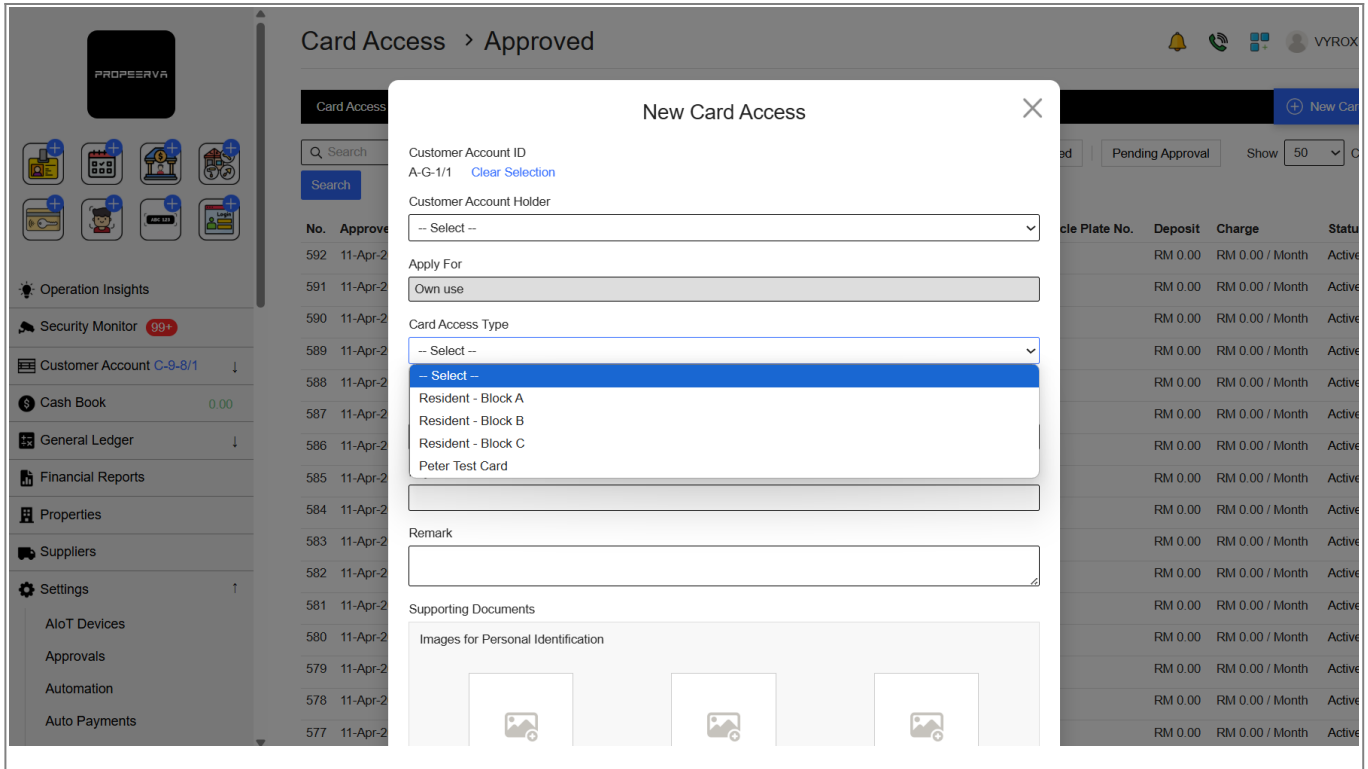 PROPSERVA
Card Access > Approved
VYROX
Card Access
New Car
New Card Access
Search
Pending Approval
Show 50
Search
Customer Account ID
A-G-1/1 Clear Selection
Customer Account Holder
-- Select --
Apply For
Own use
Card Access Type
-- Select --
-- Select --
Resident - Block A
Resident - Block B
Resident - Block C
Peter Test Card
Remark
Supporting Documents
Images for Personal Identification
No. Approve cle Plate No. Deposit Charge Statu
592 11-Apr-2 RM 0.00 RM 0.00 / Month Active
591 11-Apr-2 RM 0.00 RM 0.00 / Month Active
590 11-Apr-2 RM 0.00 RM 0.00 / Month Active
589 11-Apr-2 RM 0.00 RM 0.00 / Month Active
588 11-Apr-2 RM 0.00 RM 0.00 / Month Active
587 11-Apr-2 RM 0.00 RM 0.00 / Month Active
586 11-Apr-2 RM 0.00 RM 0.00 / Month Active
585 11-Apr-2 RM 0.00 RM 0.00 / Month Active
584 11-Apr-2 RM 0.00 RM 0.00 / Month Active
583 11-Apr-2 RM 0.00 RM 0.00 / Month Active
582 11-Apr-2 RM 0.00 RM 0.00 / Month Active
581 11-Apr-2 RM 0.00 RM 0.00 / Month Active
580 11-Apr-2 RM 0.00 RM 0.00 / Month Active
579 11-Apr-2 RM 0.00 RM 0.00 / Month Active
578 11-Apr-2 RM 0.00 RM 0.00 / Month Active
577 11-Apr-2 RM 0.00 RM 0.00 / Month Active
ABC 123
Login
Operation Insights
Security Monitor 99+
Customer Account C-9-8/1 ↓
Cash Book 0.00
General Ledger ↓
Financial Reports
Properties
Suppliers
Settings ↑
AIoT Devices
Approvals
Automation
Auto Payments